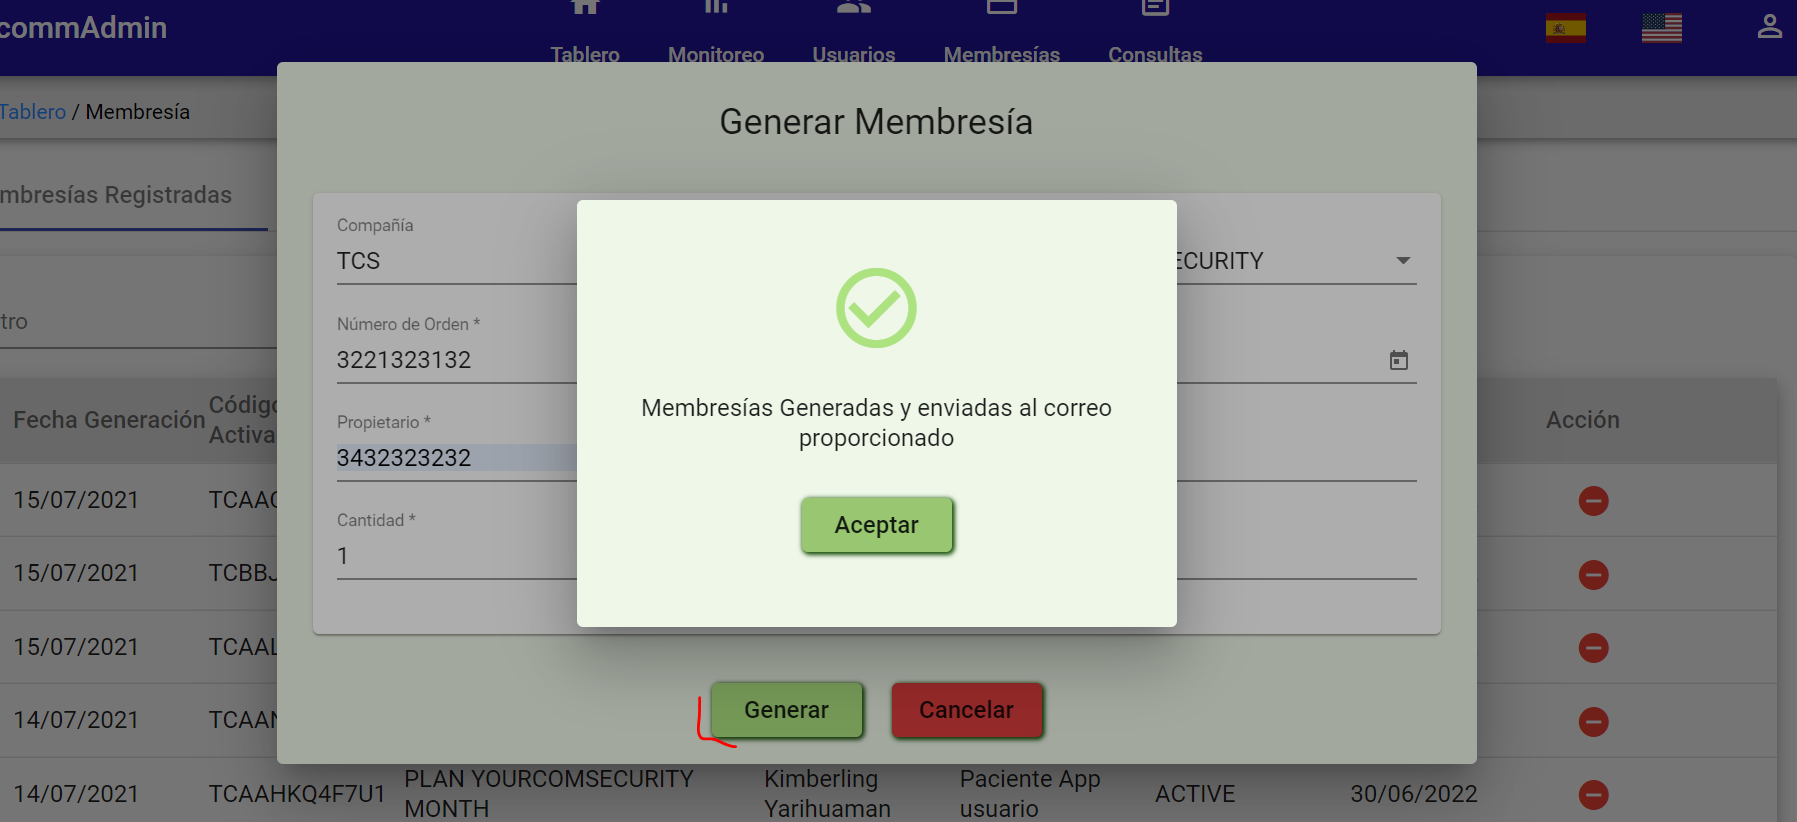 commAdmin
Tablero Monitoreo Usuarios Membresías Consultas
Tablero / Membresía
Generar Membresía
mbresías Registradas
Compañía
TCS
ECURITY
Número de Orden *
3221323132
tro
Propietario *
3432323232
Cantidad *
1
Membresías Generadas y enviadas al correo
proporcionado
Aceptar
Generar Cancelar
Fecha Generación Código
Activa
Acción
15/07/2021 TCAAC
15/07/2021 TCBBJ
15/07/2021 TCAAL
14/07/2021 TCAAN
14/07/2021 TCAAHKQ4F7U1 PLAN YOURCOMSECURITY
MONTH
Kimberling
Yarihuaman
Paciente App
usuario
ACTIVE 30/06/2022